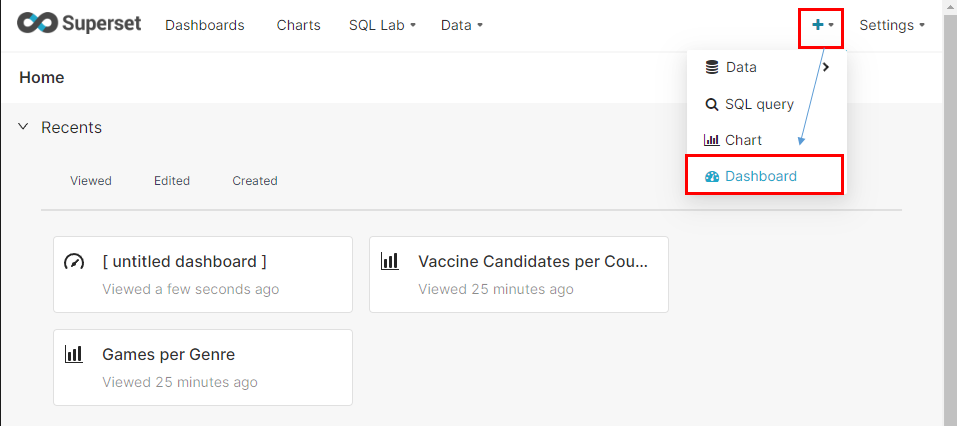 Superset Dashboards Charts SQL Lab Data Settings
Home
Data
SQL query
Chart
Dashboard
Recents
Viewed Edited Created
[ untitled dashboard ]
Viewed a few seconds ago
Vaccine Candidates per Cou...
Viewed 25 minutes ago
Games per Genre
Viewed 25 minutes ago